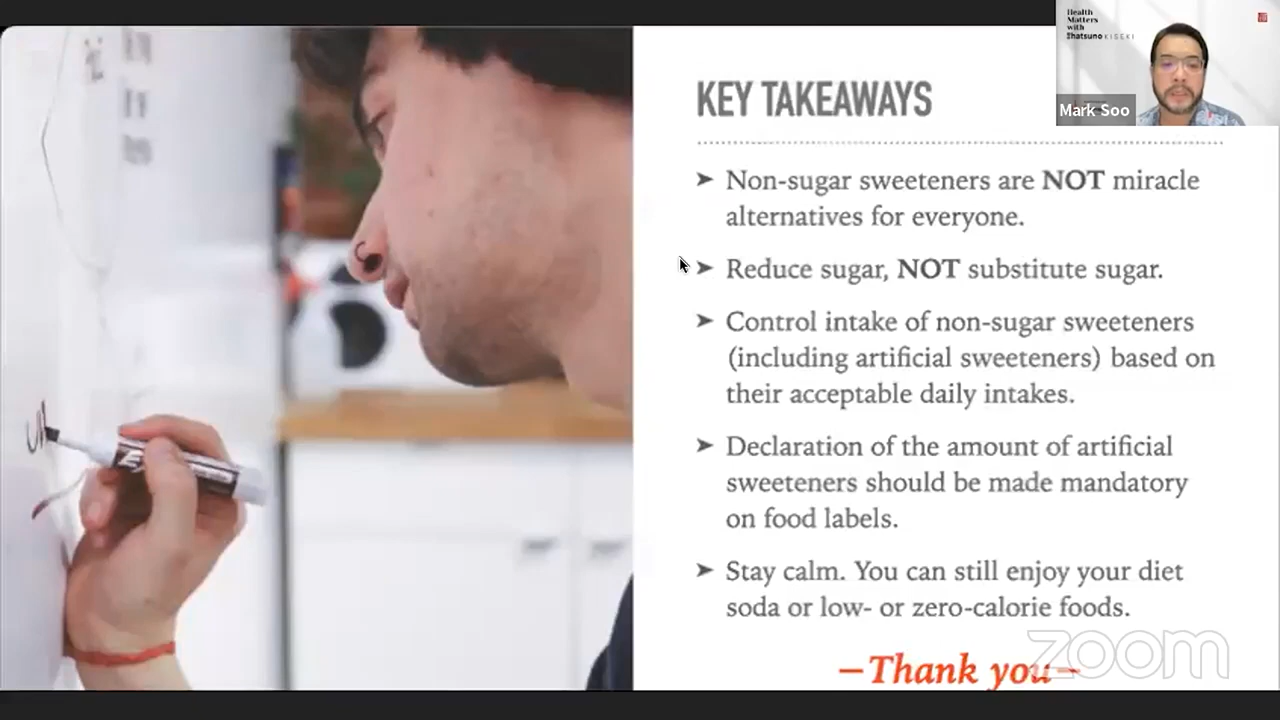 Health
Matters
with
Ihatsuno KISEKI
Mark Soo
KEY TAKEAWAYS
➤ Non-sugar sweeteners are NOT miracle
alternatives for everyone.
➤ Reduce sugar, NOT substitute sugar.
➤ Control intake of non-sugar sweeteners
(including artificial sweeteners) based on
their acceptable daily intakes.
➤ Declaration of the amount of artificial
sweeteners should be made mandatory
on food labels.
➤ Stay calm. You can still enjoy your diet
soda or low- or zero-calorie foods.
–Thank you–
zoom